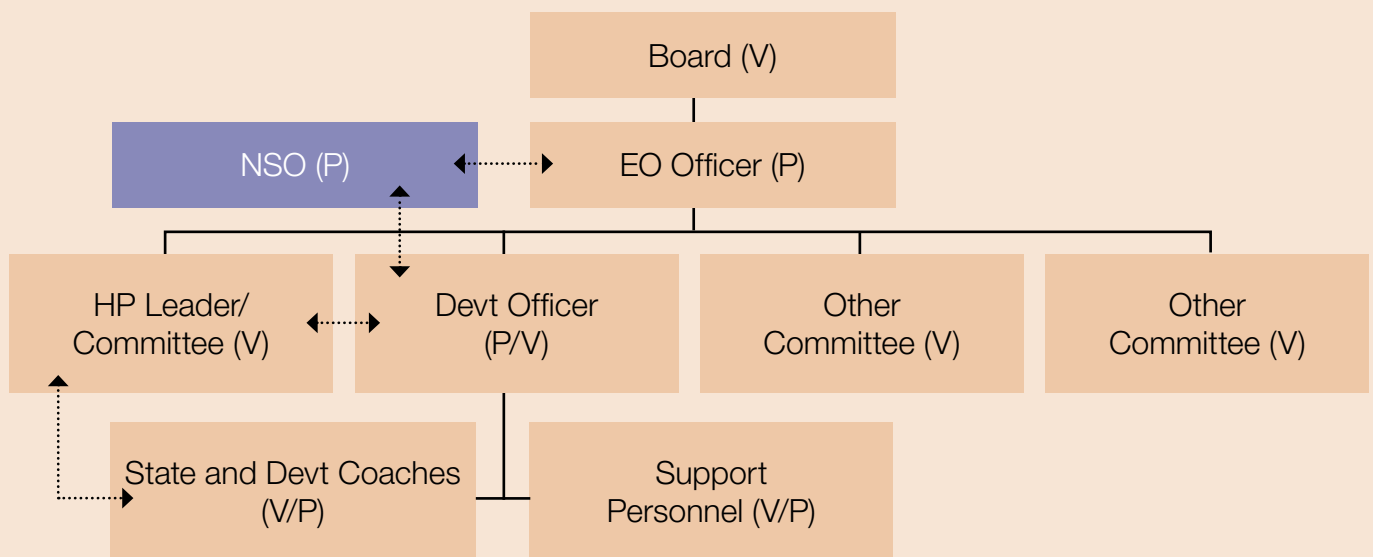 Board (V)
NSO (P)
EO Officer (P)
HP Leader/
Committee (V)
Devt Officer
(P/V)
Other
Committee (V)
Other
Committee (V)
State and Devt Coaches
(V/P)
Support
Personnel (V/P)